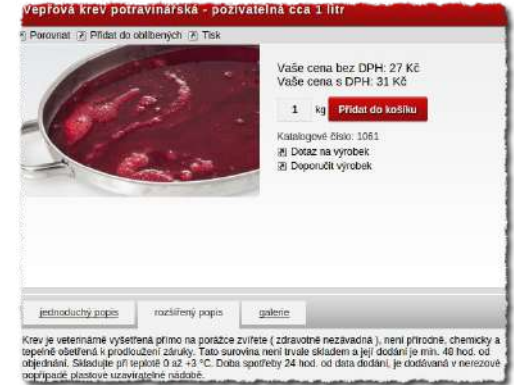 Vepřová krev potravinářská - poživatelná cca 1 litr
Porovnat Přidat do oblíbených Tisk
Vaše cena bez DPH: 27 Kč
Vaše cena s DPH: 31 Kč
1 kg Přidat do košíku
Katalogové číslo: 1061
Dotaz na výrobek
Doporučit výrobek
jednoduchý popis rozšířený popis galerie
Krev je veterinárně vyšetřená přímo na porážce zvířete ( zdravotně nezávadná ), není přírodně, chemicky a
tepelně ošetřená k prodloužení záruky. Tato surovina není trvale skladem a její dodání je min. 48 hod. od
objednání. Skladujte při teplotě 0 až +3 °C. Doba spotřeby 24 hod. od data dodání, je dodávaná v nerezové
popřípadě plastové uzavíratelné nádobě.